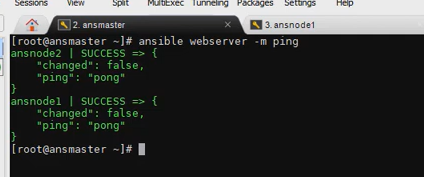 Sessions View Split MultiExec Tunneling Packages Settings Help
2. ansmaster 3. ansnode1
[root@ansmaster ~]# ansible webserver -m ping
ansnode2 | SUCCESS => {
"changed": false,
"ping": "pong"
}
ansnode1 | SUCCESS => {
"changed": false,
"ping": "pong"
}
[root@ansmaster ~]#